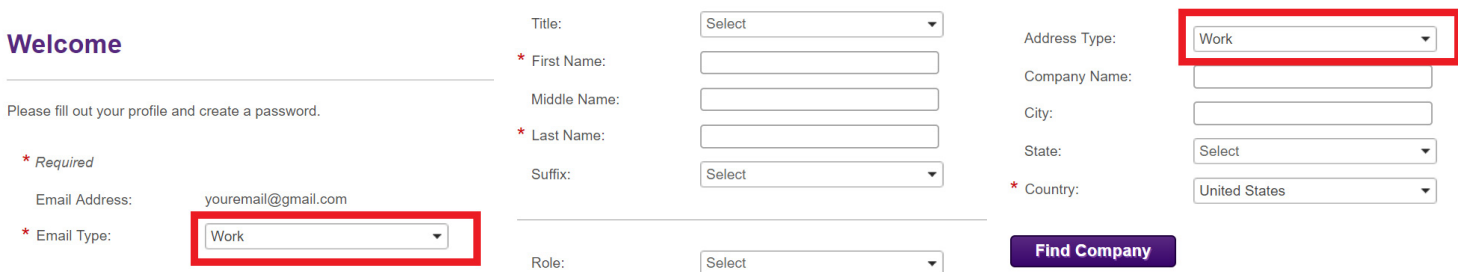 Welcome
Please fill out your profile and create a password.
* Required
Email Address: youremail@gmail.com
* Email Type: Work
Title: Select
* First Name:
Middle Name:
* Last Name:
Suffix: Select
Role: Select
Address Type: Work
Company Name:
City:
State: Select
* Country: United States
Find Company